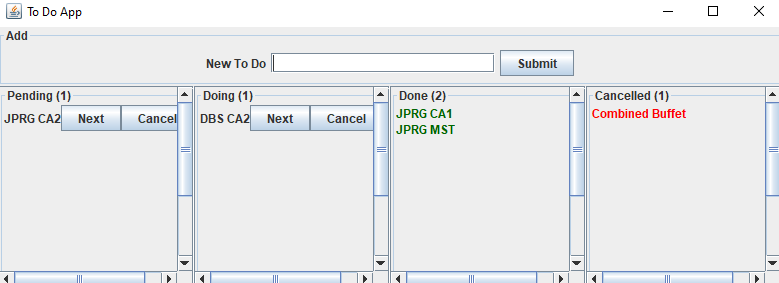 To Do App
Add
New To Do Submit
Pending (1)
JPRG CA2 Next Cancel
Doing (1)
DBS CA2 Next Cancel
Done (2)
JPRG CA1
JPRG MST
Cancelled (1)
Combined Buffet